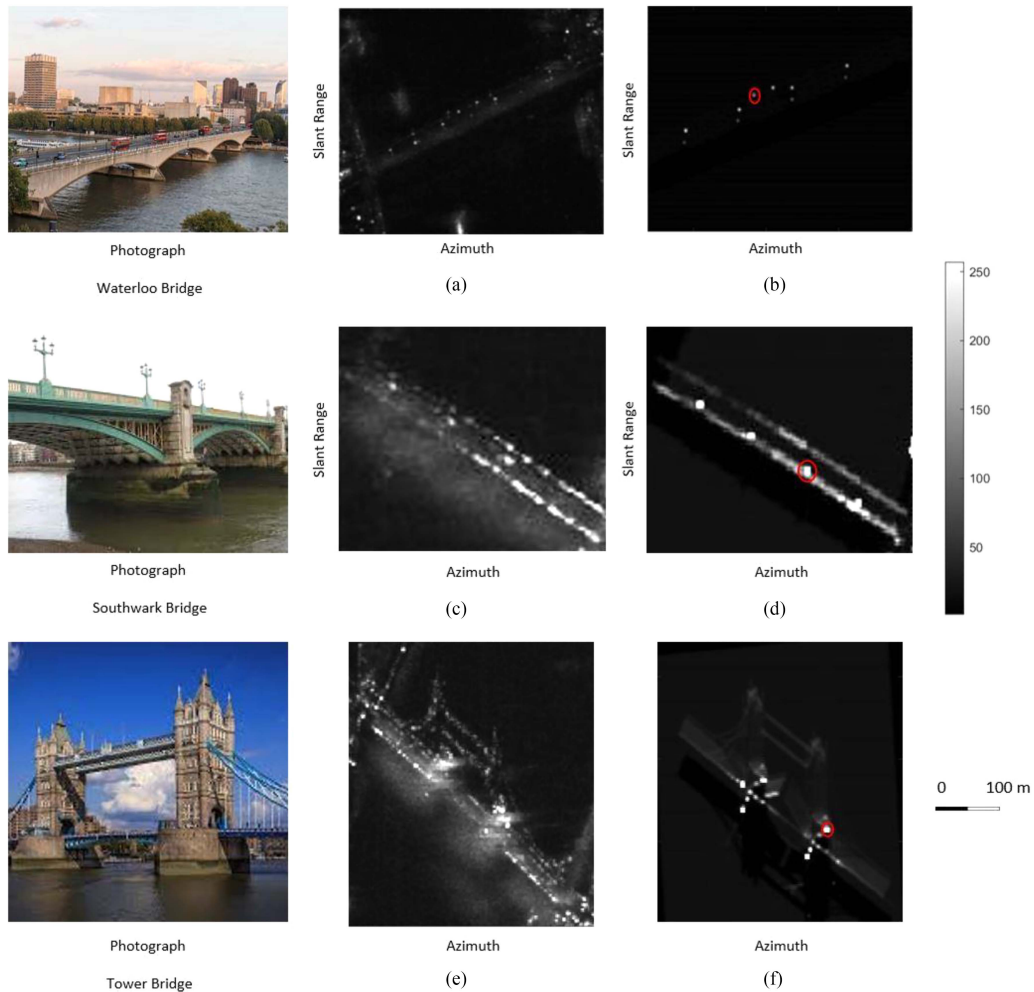 Slant Range
Slant Range
Photograph
Azimuth
Azimuth
Waterloo Bridge
(a)
(b)
250
200
150
100
50
Slant Range
Slant Range
Photograph
Azimuth
Azimuth
Southwark Bridge
(c)
(d)
0 100 m
Photograph
Azimuth
Azimuth
Tower Bridge
(e)
(f)